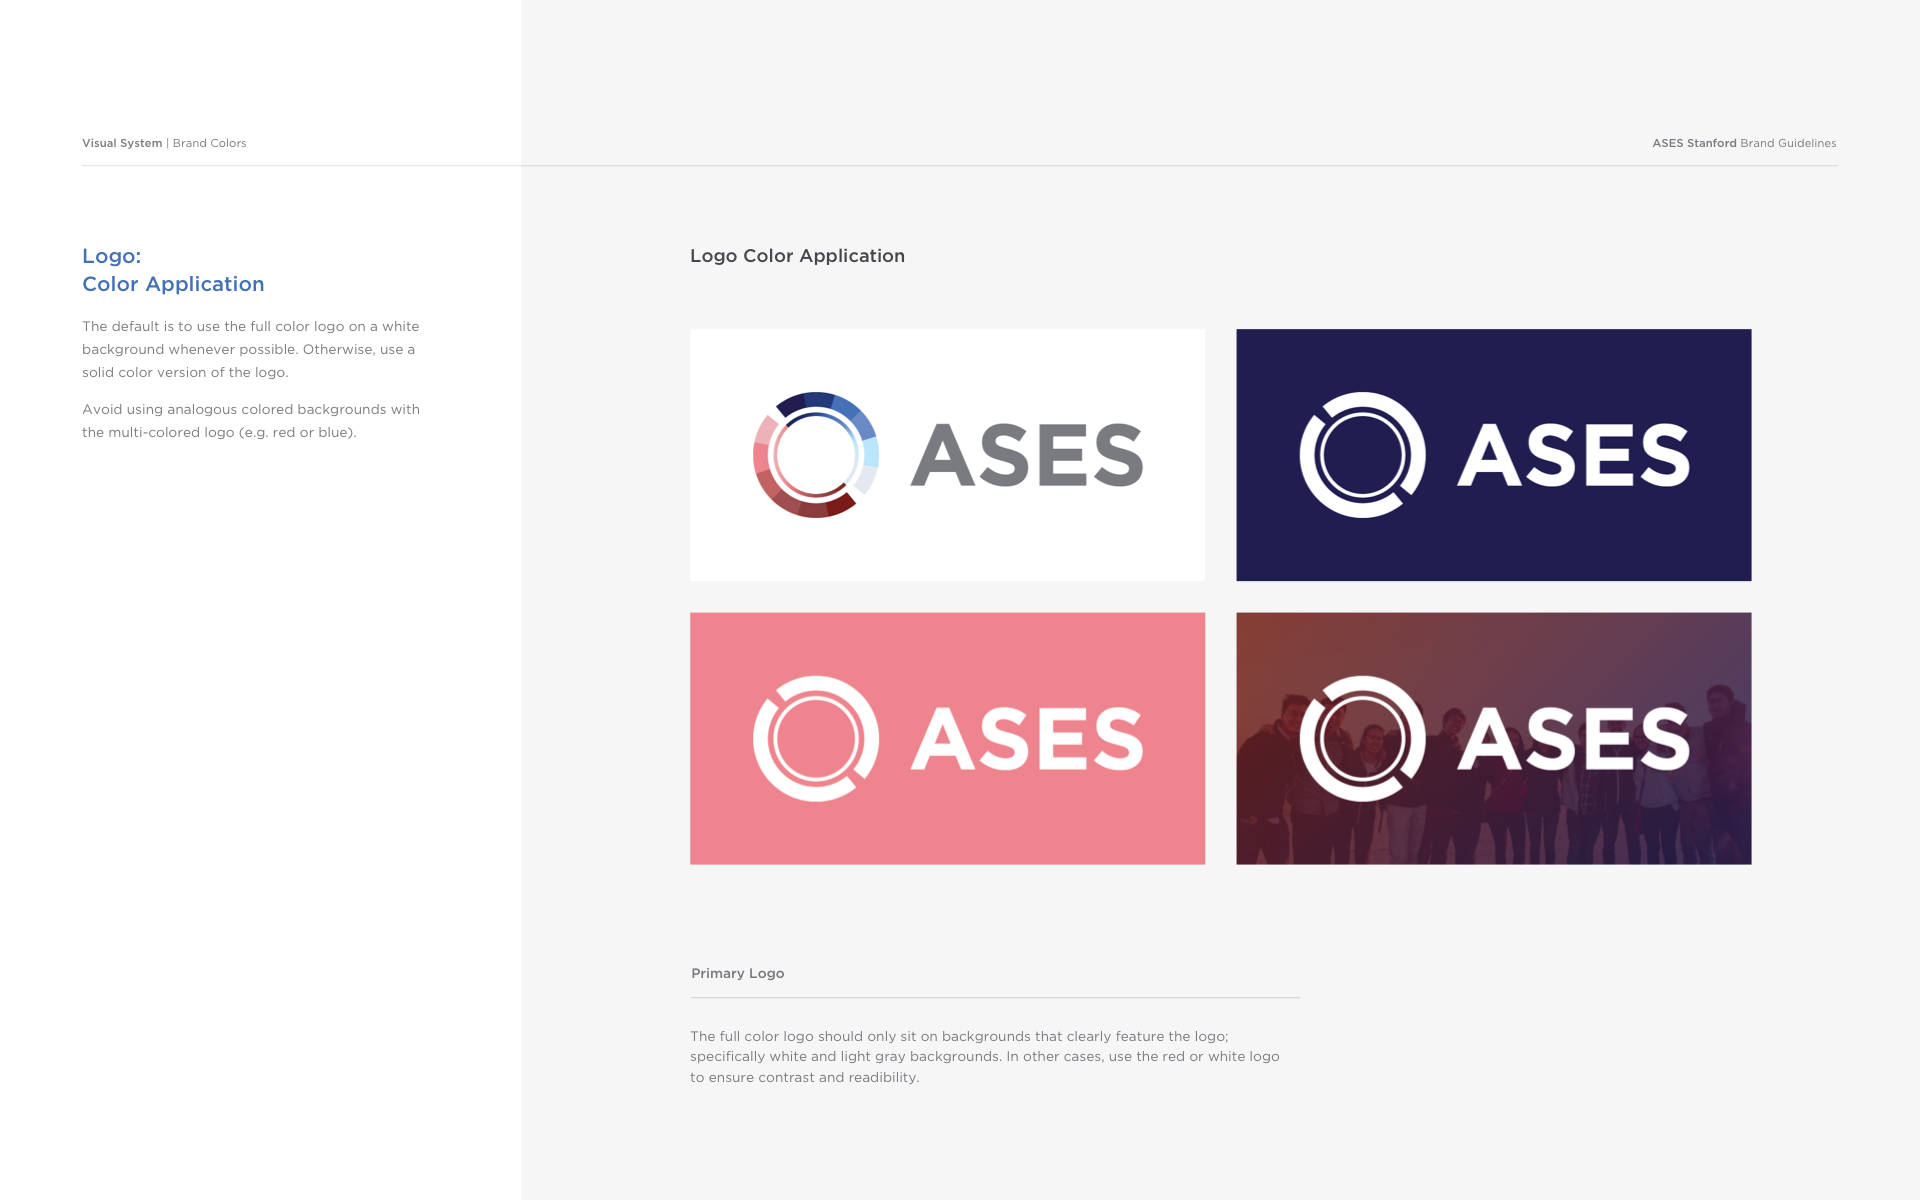 Visual System | Brand Colors
ASES Stanford Brand Guidelines
Logo:
Color Application
The default is to use the full color logo on a white
background whenever possible. Otherwise, use a
solid color version of the logo.
Avoid using analogous colored backgrounds with
the multi-colored logo (e.g. red or blue).
Logo Color Application
ASES
ASES
ASES
ASES
Primary Logo
The full color logo should only sit on backgrounds that clearly feature the logo;
specifically white and light gray backgrounds. In other cases, use the red or white logo
to ensure contrast and readibility.